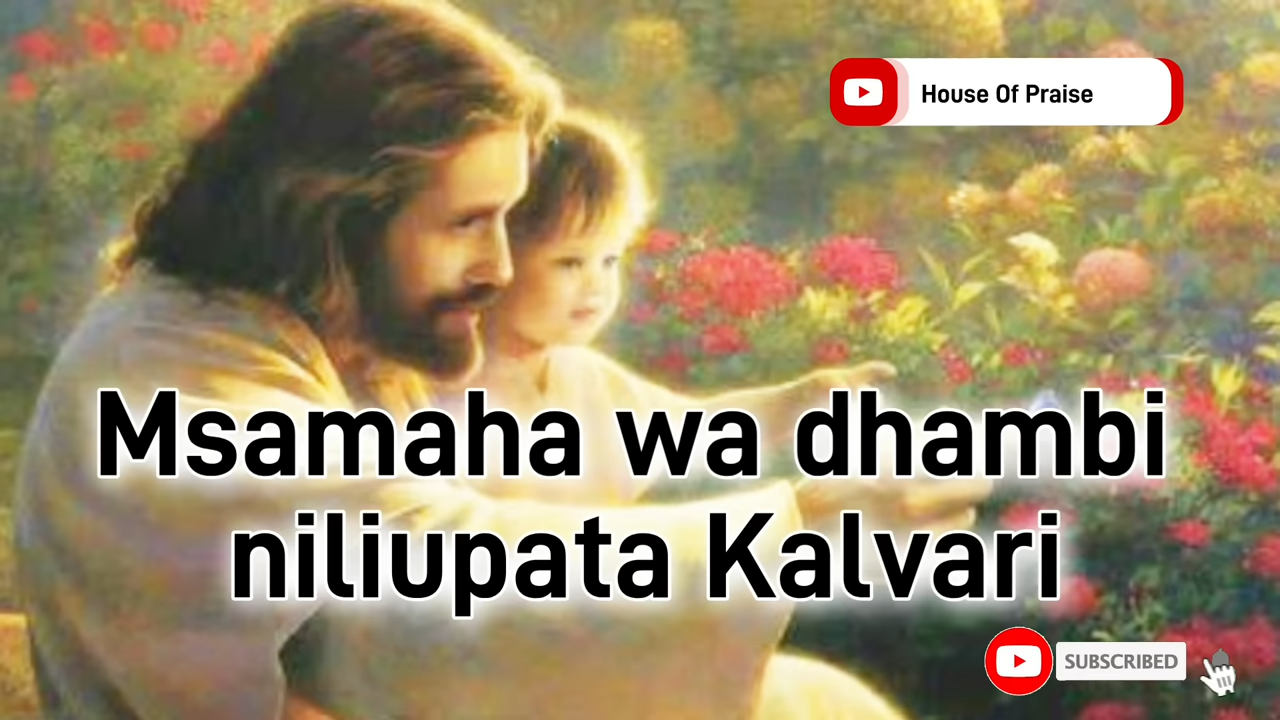 House Of Praise
Msamaha wa dhambi
niliupata Kalvari
SUBSCRIBED